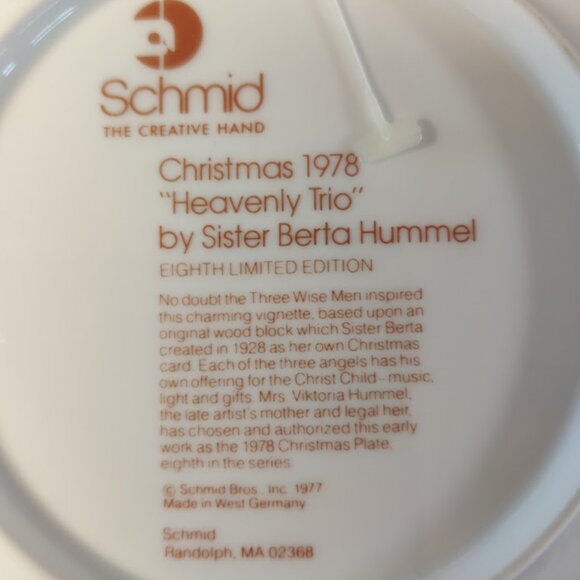 Schmid
THE CREATIVE HAND
Christmas 1978
"Heavenly Trio"
by Sister Berta Hummel
EIGHTH LIMITED EDITION
No doubt the Three Wise Men inspired
this charming vignette, based upon an
original wood block which Sister Berta
created in 1928 as her own Christmas
card. Each of the three angels has his
own offering for the Christ Child--music,
light and gifts. Mrs. Viktoria Hummel,
the late artist's mother and legal heir,
has chosen and authorized this early
work as the 1978 Christmas Plate,
eighth in the series.
© Schmid Bros., Inc. 1977
Made in West Germany
Schmid
Randolph, MA 02368